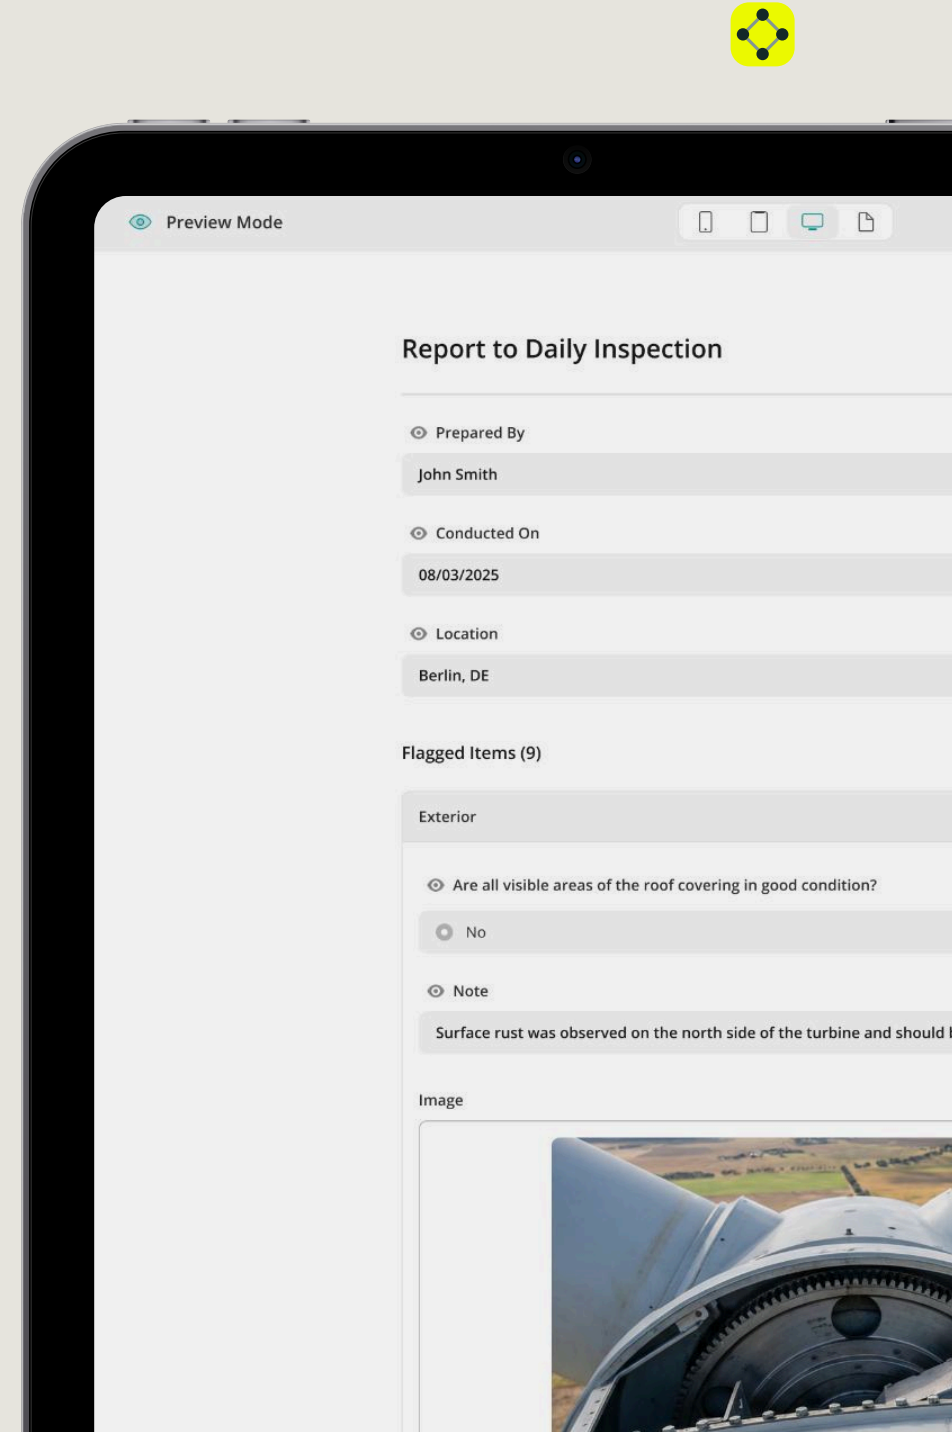 Preview Mode
Report to Daily Inspection
Prepared By
John Smith
Conducted On
08/03/2025
Location
Berlin, DE
Flagged Items (9)
Exterior
Are all visible areas of the roof covering in good condition?
No
Note
Surface rust was observed on the north side of the turbine and should
Image